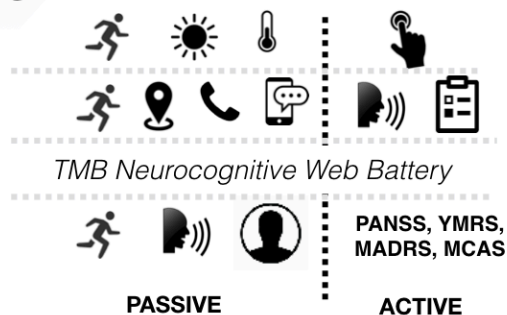 TMB Neurocognitive Web Battery
PANSS, YMRS,
MADRS, MCAS
PASSIVE
ACTIVE